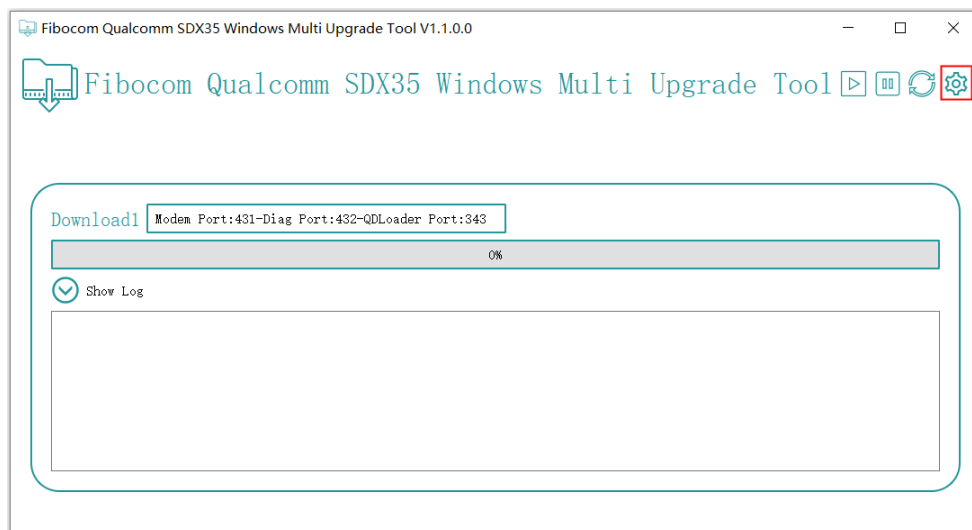 Fibocom Qualcomm SDX35 Windows Multi Upgrade Tool V1.1.0.0
Fibocom Qualcomm SDX35 Windows Multi Upgrade Tool
Download1 Modem Port:431-Diag Port:432-QDLoader Port:343
0%
Show Log